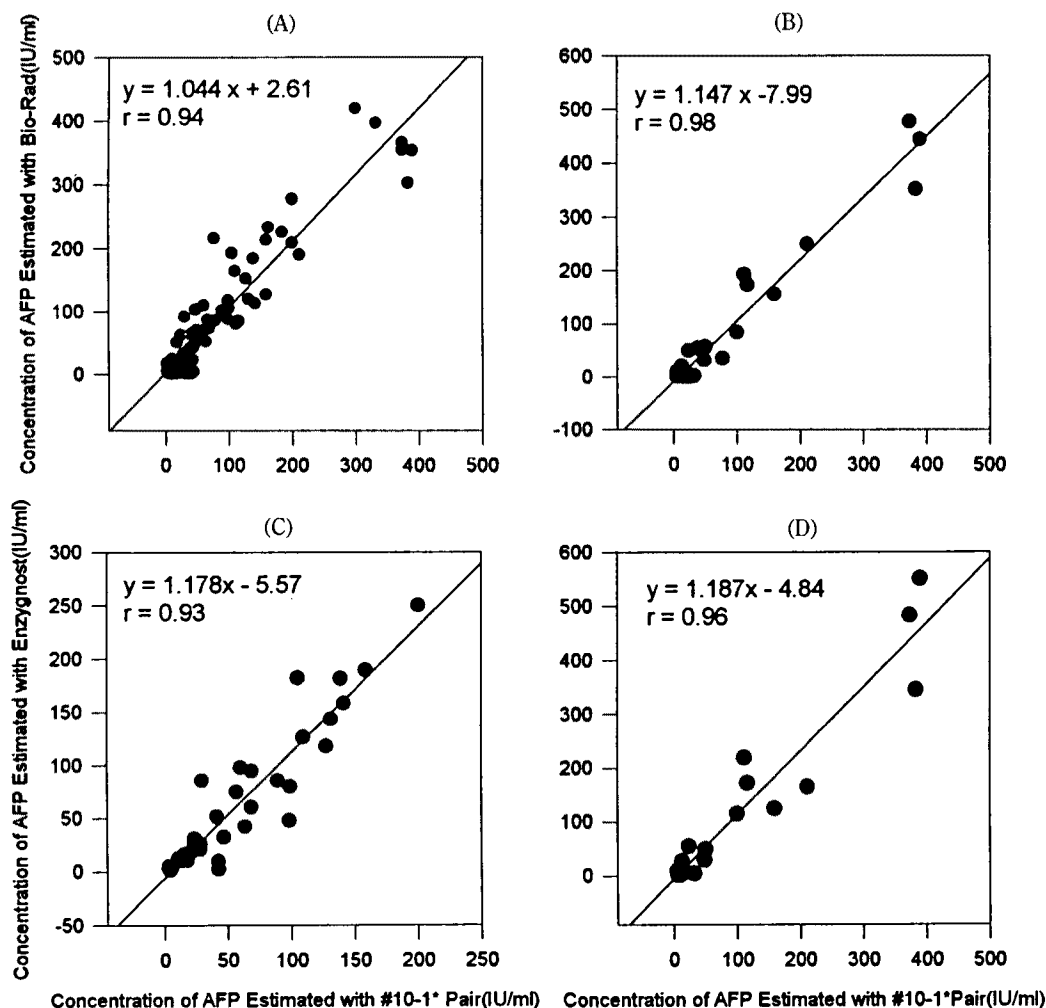 (A)
(B)
Concentration of AFP Estimated with Bio-Rad(IU/ml)
500
400
300
200
100
0
y = 1.044 x + 2.61
r = 0.94
0 100 200 300 400 500
600
500
400
300
200
100
0
-100
y = 1.147 x -7.99
r = 0.98
0 100 200 300 400 500
(C)
(D)
Concentration of AFP Estimated with Enzygnost(IU/ml)
300
250
200
150
100
50
0
-50
y = 1.178x - 5.57
r = 0.93
0 50 100 150 200 250
600
500
400
300
200
100
0
y = 1.187x - 4.84
r = 0.96
0 100 200 300 400 500
Concentration of AFP Estimated with #10-1* Pair(IU/ml)
Concentration of AFP Estimated with #10-1*Pair(IU/ml)